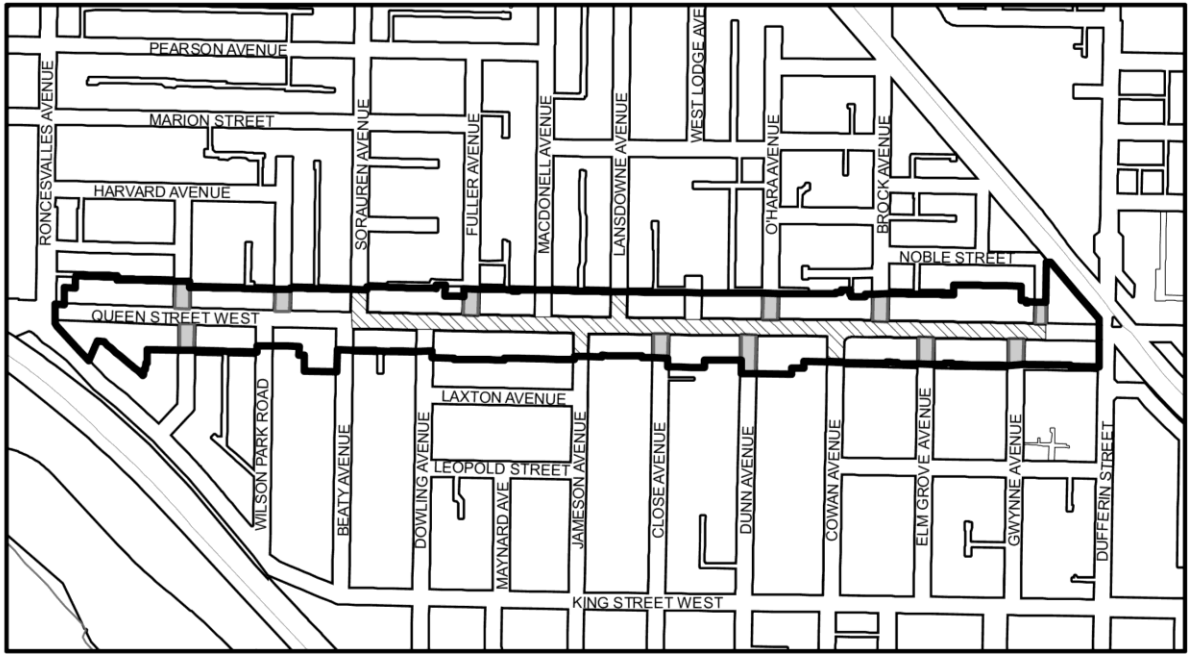 PEARSON AVENUE
MARION STREET
HARVARD AVENUE
RONCESVALLES AVENUE
SORAUREN AVENUE
FULLER AVENUE
MACDONELL AVENUE
LANSDOWNE AVENUE
WEST LODGE AVE
O'HARA AVENUE
BROCK AVENUE
NOBLE STREET
QUEEN STREET WEST
LAXTON AVENUE
LEOPOLD STREET
WILSON PARK ROAD
BEATY AVENUE
DOWLING AVENUE
MAYNARD AVE
JAMESON AVENUE
CLOSE AVENUE
DUNN AVENUE
COWAN AVENUE
ELM GROVE AVENUE
GWYNNE AVENUE
DUFFERIN STREET
KING STREET WEST